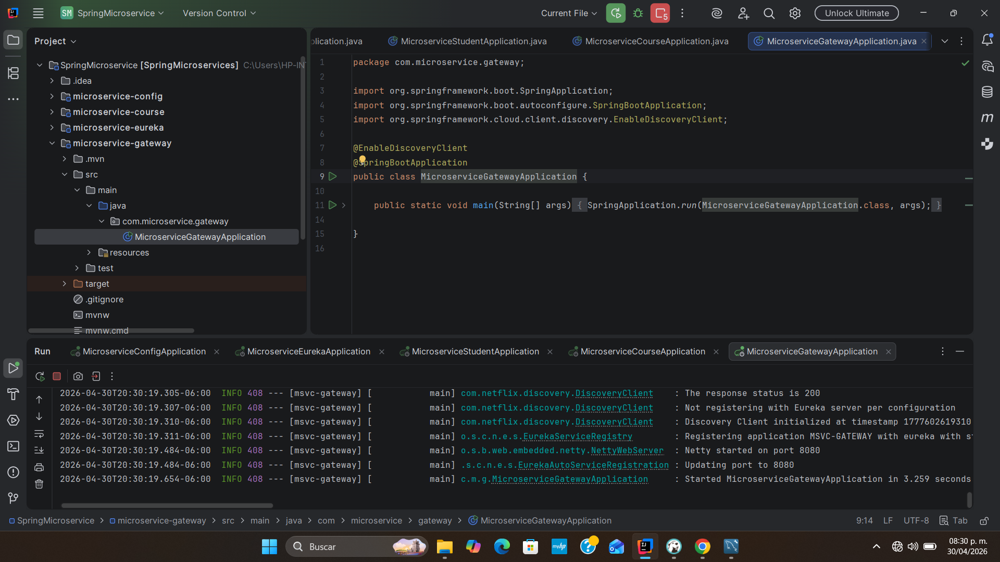 SM SpringMicroservice
Version Control
Current File
5
Unlock Ultimate
Project
plication.java
MicroserviceStudentApplication.java
MicroserviceCourseApplication.java
MicroserviceGatewayApplication.java
SpringMicroservice [SpringMicroservices] C:\Users\HP-IN
.idea
microservice-config
microservice-course
microservice-eureka
microservice-gateway
.mvn
src
main
java
com.microservice.gateway
MicroserviceGatewayApplication
resources
test
target
.gitignore
mvnw
mvnw.cmd
1 package com.microservice.gateway;
2
3 import org.springframework.boot.SpringApplication;
4 import org.springframework.boot.autoconfigure.SpringBootApplication;
5 import org.springframework.cloud.client.discovery.EnableDiscoveryClient;
6
7 @EnableDiscoveryClient
8 @SpringBootApplication
9 public class MicroserviceGatewayApplication {
10
11 public static void main(String[] args) { SpringApplication.run(MicroserviceGatewayApplication.class, args); }
14
15 }
16
Run
MicroserviceConfigApplication
MicroserviceEurekaApplication
MicroserviceStudentApplication
MicroserviceCourseApplication
MicroserviceGatewayApplication
2026-04-30T20:30:19.305-06:00 INFO 408 --- [msvc-gateway] [ main] com.netflix.discovery.DiscoveryClient : The response status is 200
2026-04-30T20:30:19.307-06:00 INFO 408 --- [msvc-gateway] [ main] com.netflix.discovery.DiscoveryClient : Not registering with Eureka server per configuration
2026-04-30T20:30:19.310-06:00 INFO 408 --- [msvc-gateway] [ main] com.netflix.discovery.DiscoveryClient : Discovery Client initialized at timestamp 1777602619310
2026-04-30T20:30:19.311-06:00 INFO 408 --- [msvc-gateway] [ main] o.s.c.n.e.s.EurekaServiceRegistry : Registering application MSVC-GATEWAY with eureka with st
2026-04-30T20:30:19.484-06:00 INFO 408 --- [msvc-gateway] [ main] o.s.b.web.embedded.netty.NettyWebServer : Netty started on port 8080
2026-04-30T20:30:19.484-06:00 INFO 408 --- [msvc-gateway] [ main] .s.c.n.e.s.EurekaAutoServiceRegistration : Updating port to 8080
2026-04-30T20:30:19.654-06:00 INFO 408 --- [msvc-gateway] [ main] c.m.g.MicroserviceGatewayApplication : Started MicroserviceGatewayApplication in 3.259 seconds
SpringMicroservice > microservice-gateway > src > main > java > com > microservice > gateway > MicroserviceGatewayApplication
9:14 LF UTF-8 Tab
Buscar
myhp
08:30 p. m.
30/04/2026